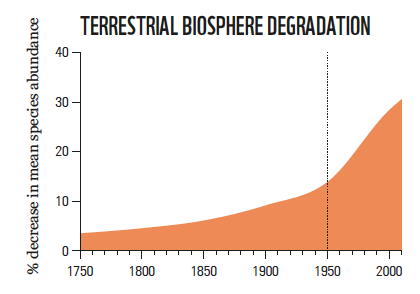 TERRESTRIAL BIOSPHERE DEGRADATION
% decrease in mean species abundance
40
30
20
10
0
1750 1800 1850 1900 1950 2000